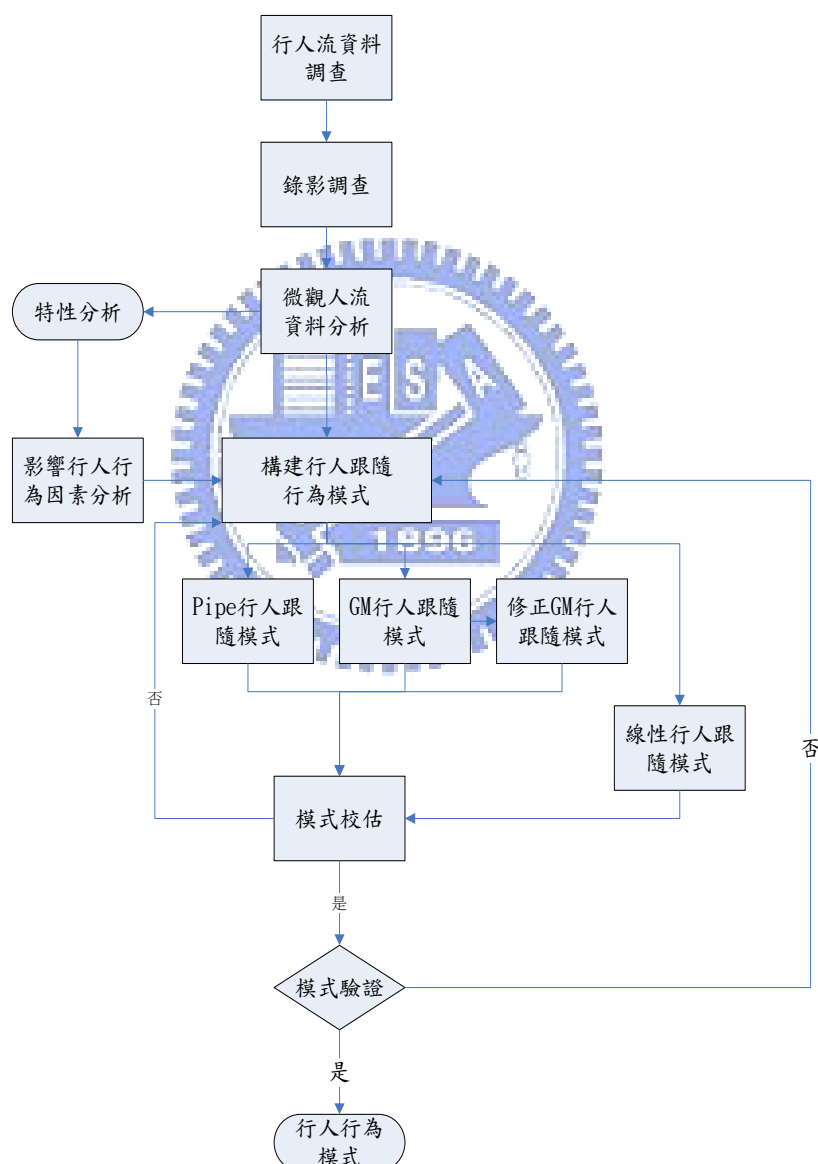 行人流資料
調查
錄影調查
微觀人流
資料分析
特性分析
E S A
影響行人行
為因素分析
構建行人跟隨
行為模式
1896
Pipe行人跟
隨模式
GM行人跟隨
模式
修正GM行人
跟隨模式
否
線性行人跟
隨模式
否
模式校估
是
模式驗證
是
行人行為
模式